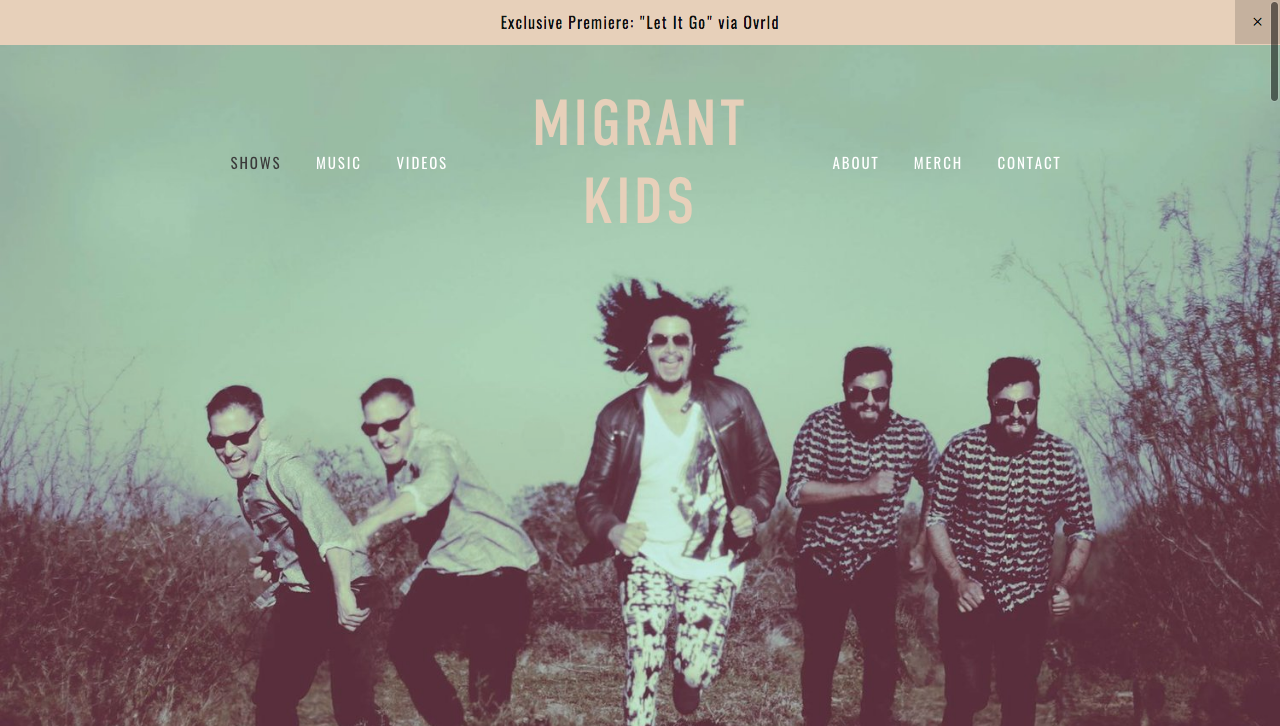 Exclusive Premiere: "Let It Go" via Ovrld
×
MIGRANT
KIDS
SHOWS MUSIC VIDEOS
ABOUT MERCH CONTACT